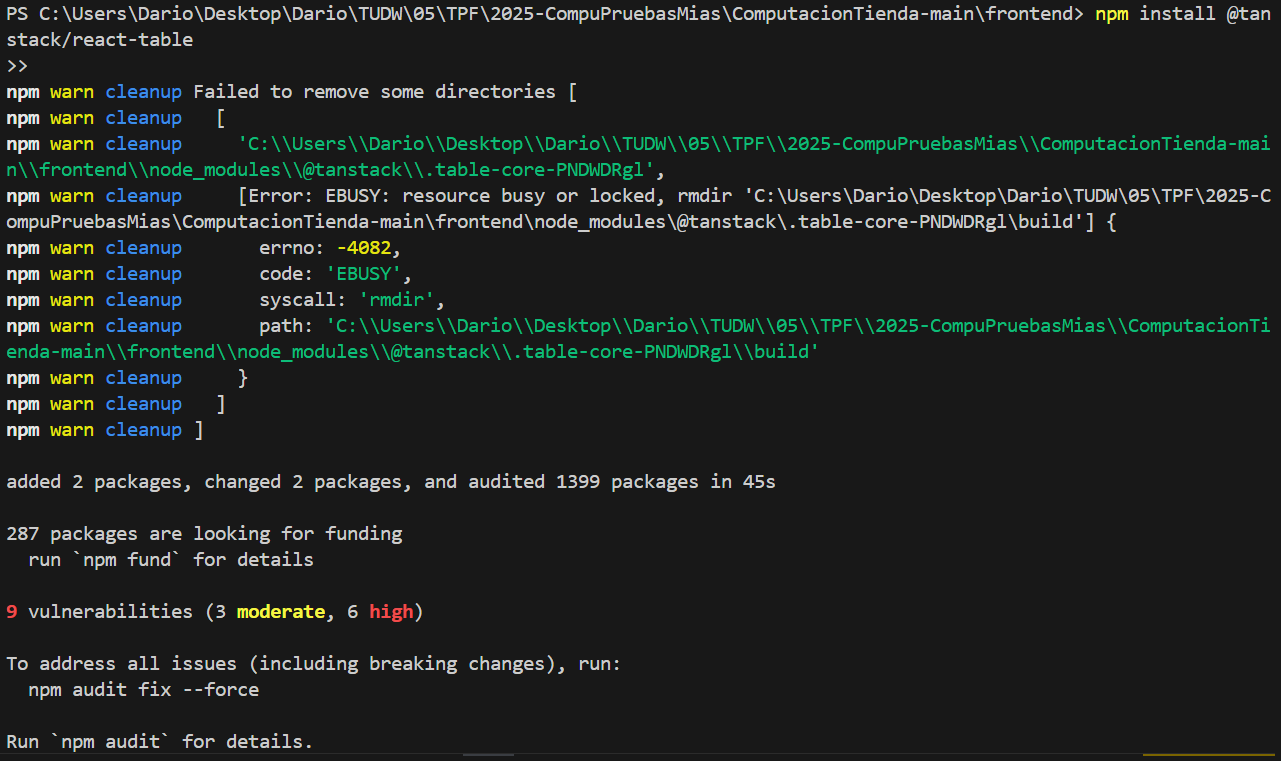 PS C:\Users\Dario\Desktop\Dario\TUDW\05\TPF\2025-CompuPruebasMias\ComputacionTienda-main\frontend> npm install @tan
stack/react-table
>>
npm warn cleanup Failed to remove some directories [
npm warn cleanup   [
npm warn cleanup     'C:\\Users\\Dario\\Desktop\\Dario\\TUDW\\05\\TPF\\2025-CompuPruebasMias\\ComputacionTienda-mai
n\\frontend\\node_modules\\@tanstack\\.table-core-PNDWDRgl',
npm warn cleanup     [Error: EBUSY: resource busy or locked, rmdir 'C:\Users\Dario\Desktop\Dario\TUDW\05\TPF\2025-C
ompuPruebasMias\ComputacionTienda-main\frontend\node_modules\@tanstack\.table-core-PNDWDRgl\build'] {
npm warn cleanup       errno: -4082,
npm warn cleanup       code: 'EBUSY',
npm warn cleanup       syscall: 'rmdir',
npm warn cleanup       path: 'C:\\Users\\Dario\\Desktop\\Dario\\TUDW\\05\\TPF\\2025-CompuPruebasMias\\ComputacionTi
enda-main\\frontend\\node_modules\\@tanstack\\.table-core-PNDWDRgl\\build'
npm warn cleanup     }
npm warn cleanup   ]
npm warn cleanup ]

added 2 packages, changed 2 packages, and audited 1399 packages in 45s

287 packages are looking for funding
  run `npm fund` for details

9 vulnerabilities (3 moderate, 6 high)

To address all issues (including breaking changes), run:
  npm audit fix --force

Run `npm audit` for details.